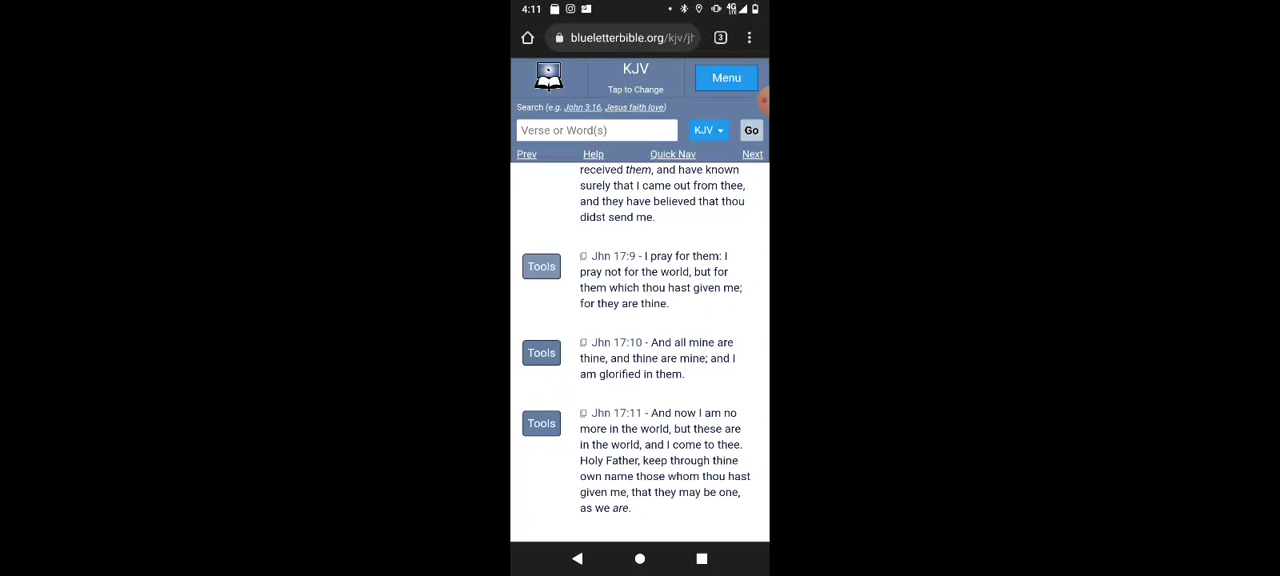 4:11
4G
blueletterbible.org/kjv/jh
3
KJV
Tap to Change
Menu
Search (e.g. John 3:16, Jesus faith love)
Verse or Word(s)
KJV
Go
Prev
Help
Quick Nav
Next
received them, and have known
surely that I came out from thee,
and they have believed that thou
didst send me.
Tools
Jhn 17:9 - I pray for them: I
pray not for the world, but for
them which thou hast given me;
for they are thine.
Tools
Jhn 17:10 - And all mine are
thine, and thine are mine; and I
am glorified in them.
Tools
Jhn 17:11 - And now I am no
more in the world, but these are
in the world, and I come to thee.
Holy Father, keep through thine
own name those whom thou hast
given me, that they may be one,
as we are.